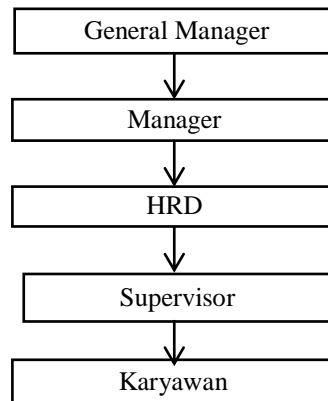 General Manager
Manager
HRD
Supervisor
Karyawan